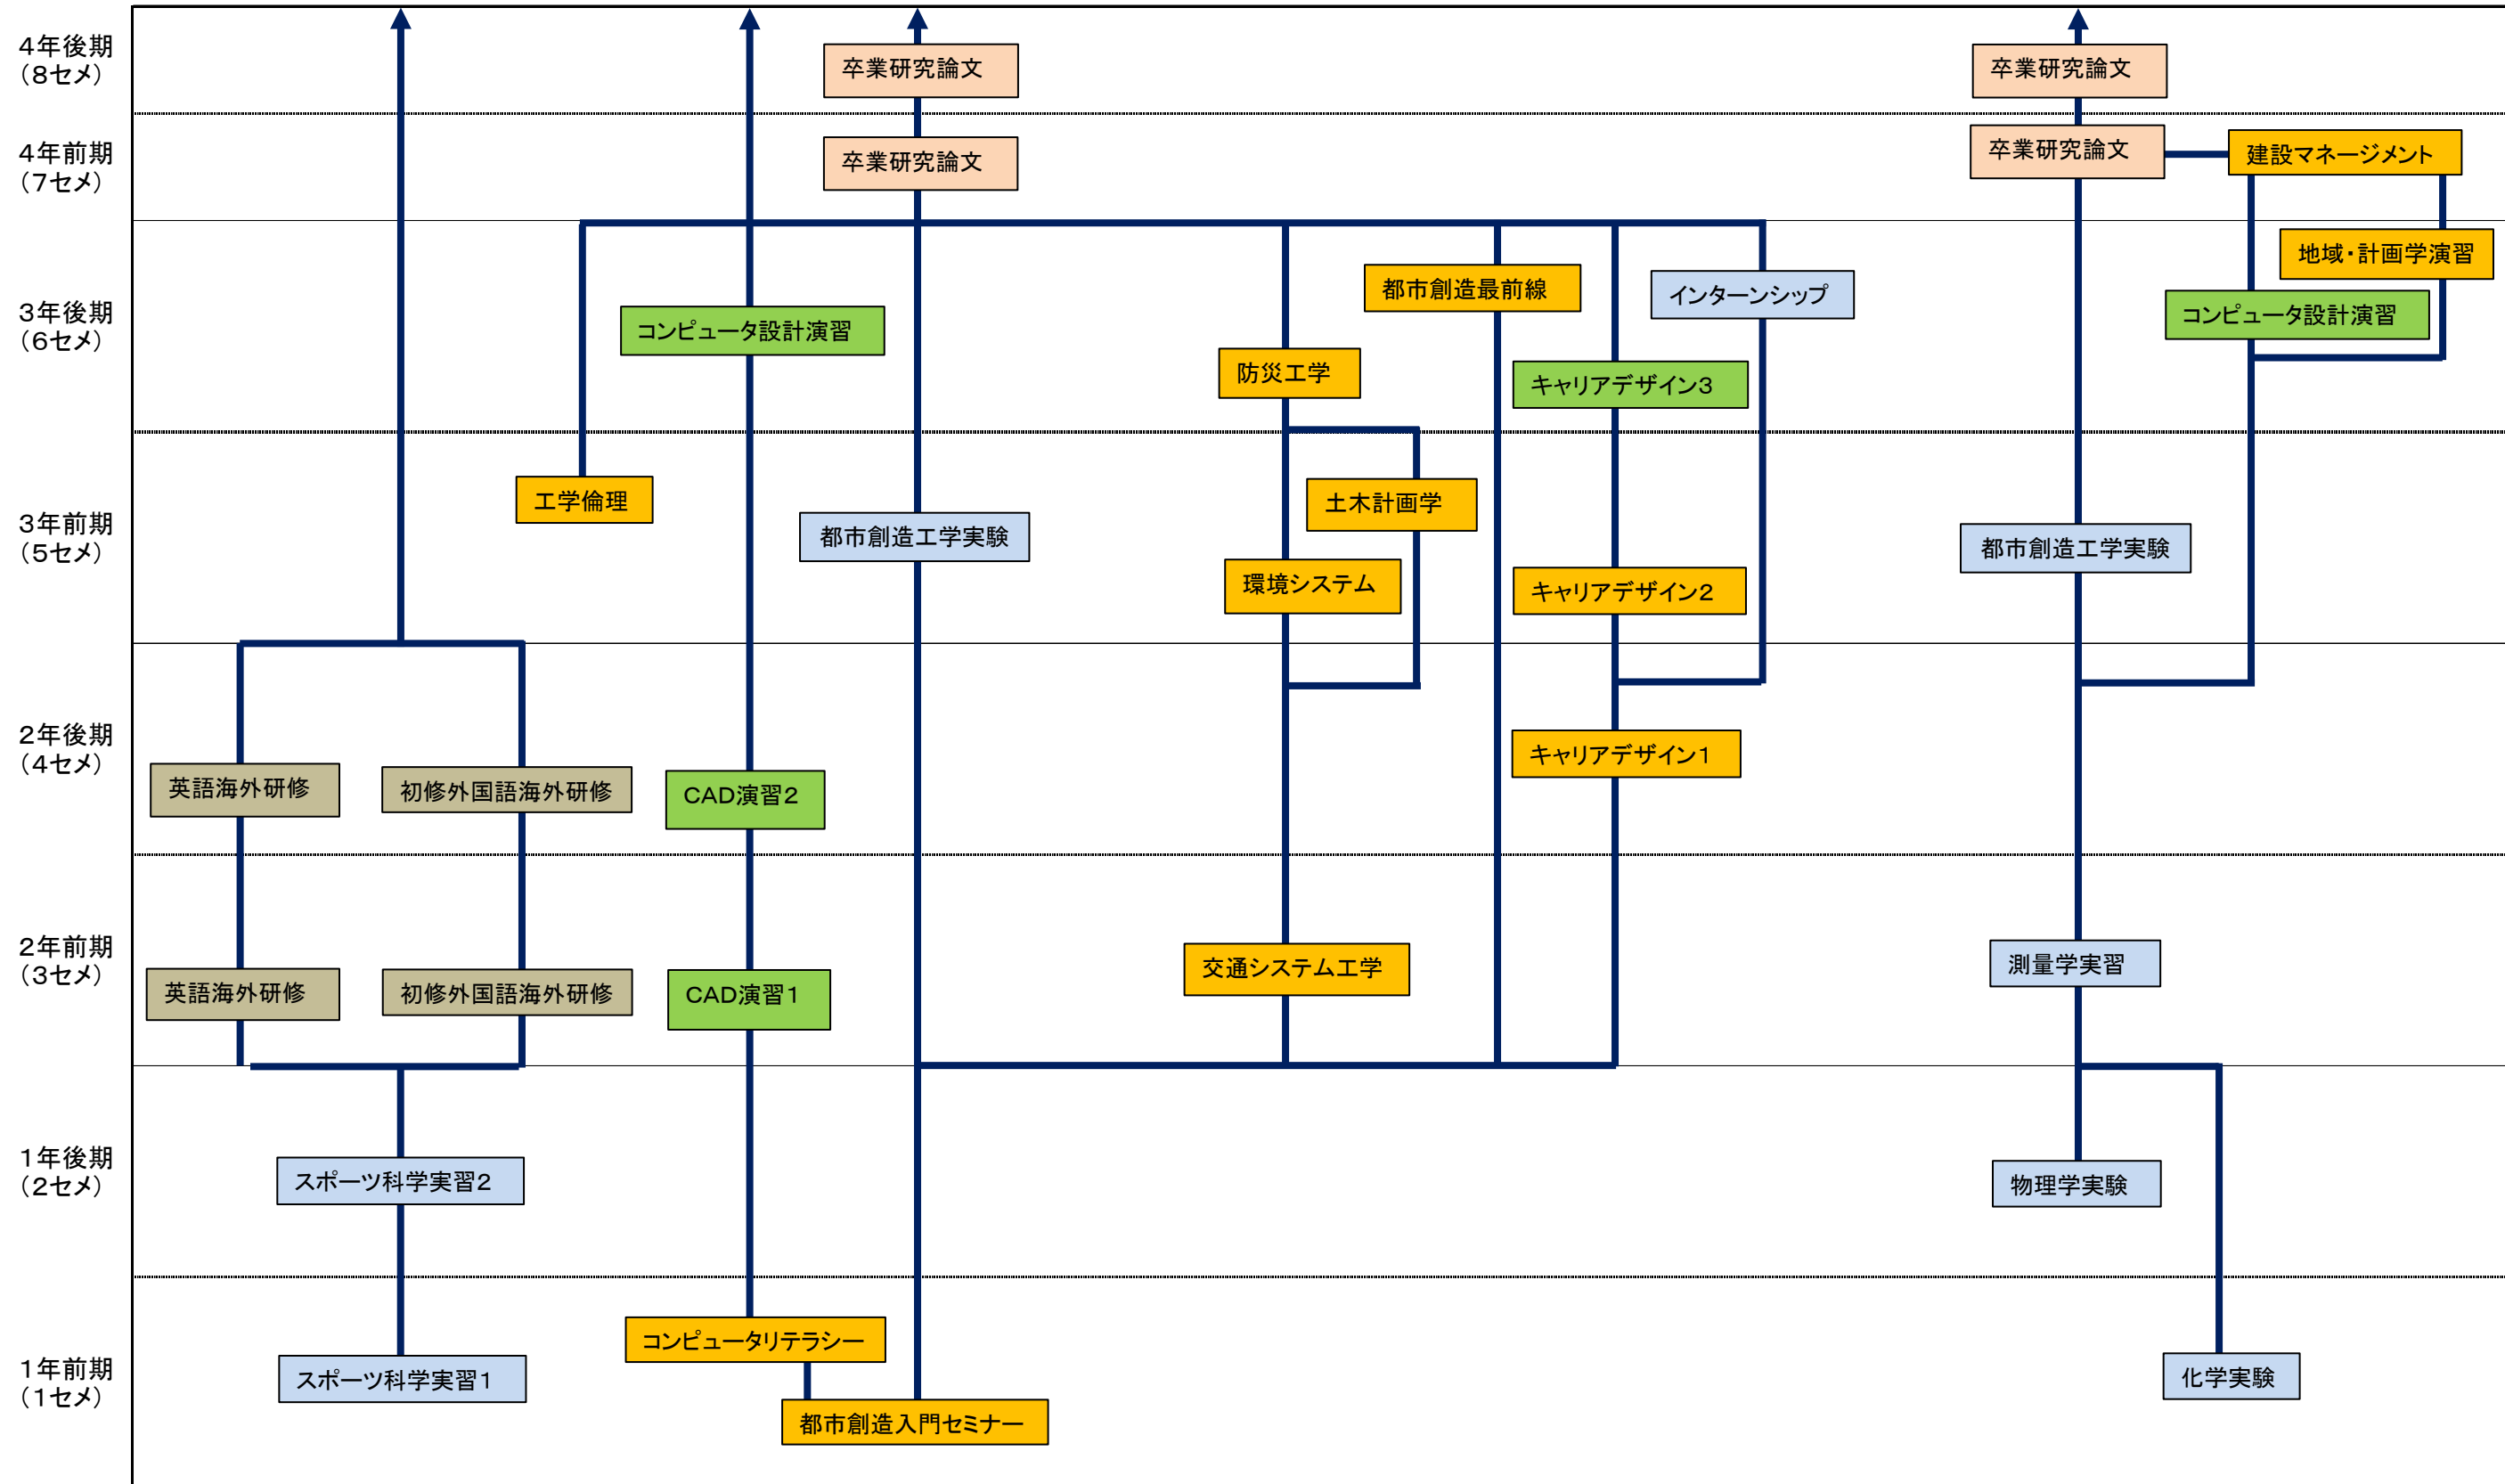 4年後期
(8セメ)
卒業研究論文
卒業研究論文
4年前期
(7セメ)
卒業研究論文
卒業研究論文
建設マネージメント
3年後期
(6セメ)
地域・計画学演習
都市創造最前線
インターンシップ
コンピュータ設計演習
コンピュータ設計演習
防災工学
キャリアデザイン3
3年前期
(5セメ)
工学倫理
土木計画学
都市創造工学実験
都市創造工学実験
環境システム
キャリアデザイン2
2年後期
(4セメ)
キャリアデザイン1
英語海外研修
初修外国語海外研修
CAD演習2
2年前期
(3セメ)
交通システム工学
測量学実習
英語海外研修
初修外国語海外研修
CAD演習1
1年後期
(2セメ)
スポーツ科学実習2
物理学実験
1年前期
(1セメ)
コンピュータリテラシー
スポーツ科学実習1
化学実験
都市創造入門セミナー